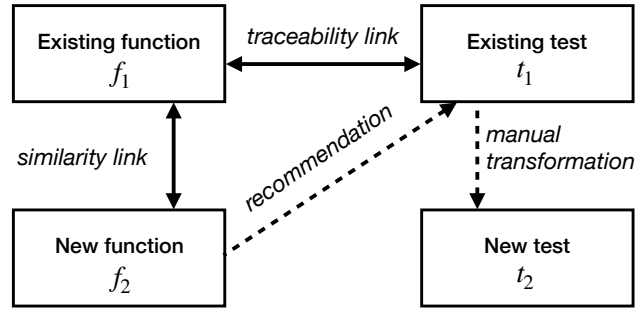 Existing function
f₁
traceability link
Existing test
t₁
similarity link
recommendation
manual
transformation
New function
f₂
New test
t₂